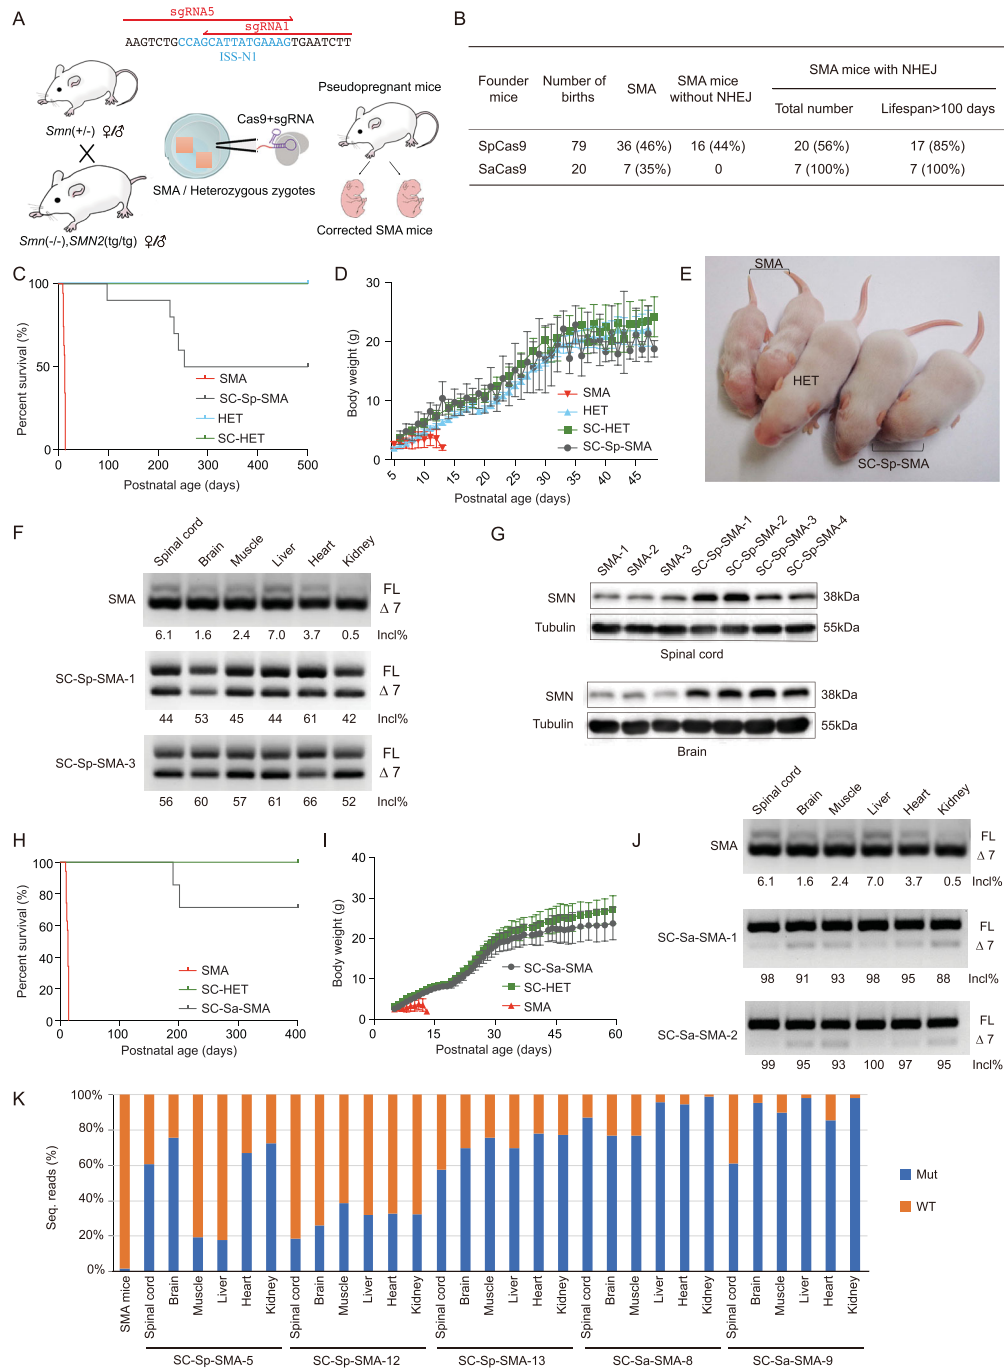 A
sgRNA5
sgRNA1
AAGTCTGCCAGCATTATGAAAGTGAATCTT
ISS-N1
Smn(+/-) ♀/♂
Smn(-/-),SMN2(tg/tg) ♀/♂
Cas9+sgRNA
SMA / Heterozygous zygotes
Pseudopregnant mice
Corrected SMA mice
B
Founder mice
Number of births
SMA
SMA mice without NHEJ
SMA mice with NHEJ
Total number
Lifespan>100 days
SpCas9 79 36 (46%) 16 (44%) 20 (56%) 17 (85%)
SaCas9 20 7 (35%) 0 7 (100%) 7 (100%)
C
Percent survival (%)
100
50
0
SMA
SC-Sp-SMA
HET
SC-HET
0 100 200 300 400 500
Postnatal age (days)
D
Body weight (g)
30
20
10
0
SMA
HET
SC-HET
SC-Sp-SMA
5 10 15 20 25 30 35 40 45
Postnatal age (days)
E
SMA
HET
SC-Sp-SMA
F
Spinal cord Brain Muscle Liver Heart Kidney
SMA
FL
Δ 7
6.1 1.6 2.4 7.0 3.7 0.5 Incl%
SC-Sp-SMA-1
FL
Δ 7
44 53 45 44 61 42 Incl%
SC-Sp-SMA-3
FL
Δ 7
56 60 57 61 66 52 Incl%
G
SMA-1 SMA-2 SMA-3 SC-Sp-SMA-1 SC-Sp-SMA-2 SC-Sp-SMA-3 SC-Sp-SMA-4
SMN 38kDa
Tubulin 55kDa
Spinal cord
SMN 38kDa
Tubulin 55kDa
Brain
H
Percent survival (%)
100
80
60
40
20
0
SMA
SC-HET
SC-Sa-SMA
0 100 200 300 400
Postnatal age (days)
I
Body weight (g)
40
30
20
10
0
SC-Sa-SMA
SC-HET
SMA
0 15 30 45 60
Postnatal age (days)
J
Spinal cord Brain Muscle Liver Heart Kidney
SMA
FL
Δ 7
6.1 1.6 2.4 7.0 3.7 0.5 Incl%
SC-Sa-SMA-1
FL
Δ 7
98 91 93 98 95 88 Incl%
SC-Sa-SMA-2
FL
Δ 7
99 95 93 100 97 95 Incl%
K
Seq. reads (%)
100%
80%
60%
40%
20%
0%
Mut
WT
SMA mice
Spinal cord Brain Muscle Liver Heart Kidney
Spinal cord Brain Muscle Liver Heart Kidney
Spinal cord Brain Muscle Liver Heart Kidney
Spinal cord Brain Muscle Liver Heart Kidney
Spinal cord Brain Muscle Liver Heart Kidney
SC-Sp-SMA-5 SC-Sp-SMA-12 SC-Sp-SMA-13 SC-Sa-SMA-8 SC-Sa-SMA-9